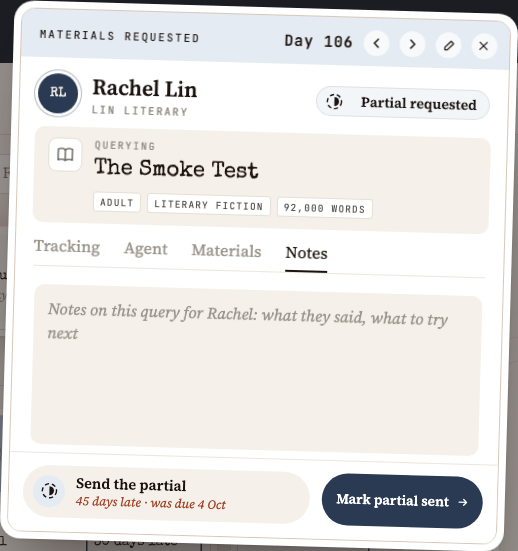 MATERIALS REQUESTED
Day 106
RL
Rachel Lin
LIN LITERARY
Partial requested
QUERYING
The Smoke Test
ADULT
LITERARY FICTION
92,000 WORDS
Tracking
Agent
Materials
Notes
Notes on this query for Rachel: what they said, what to try
next
Send the partial
45 days late · was due 4 Oct
Mark partial sent →